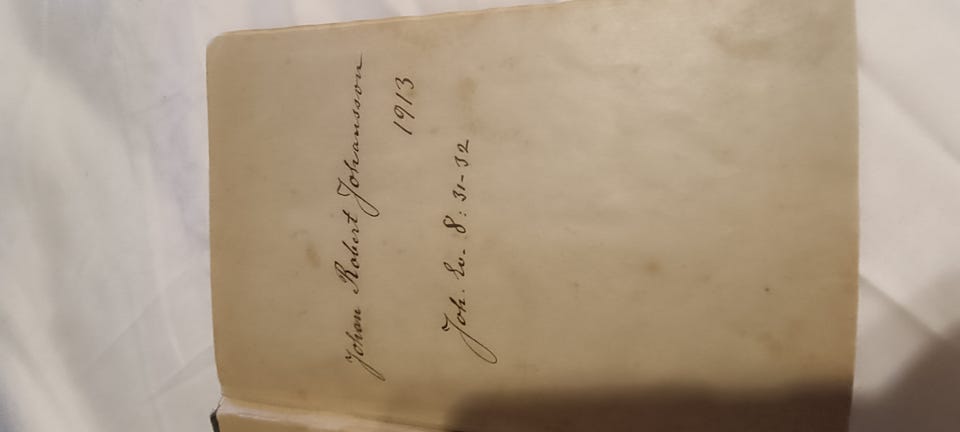 Johan Robert Johansson
1913
Joh. Ev. 8: 31-32